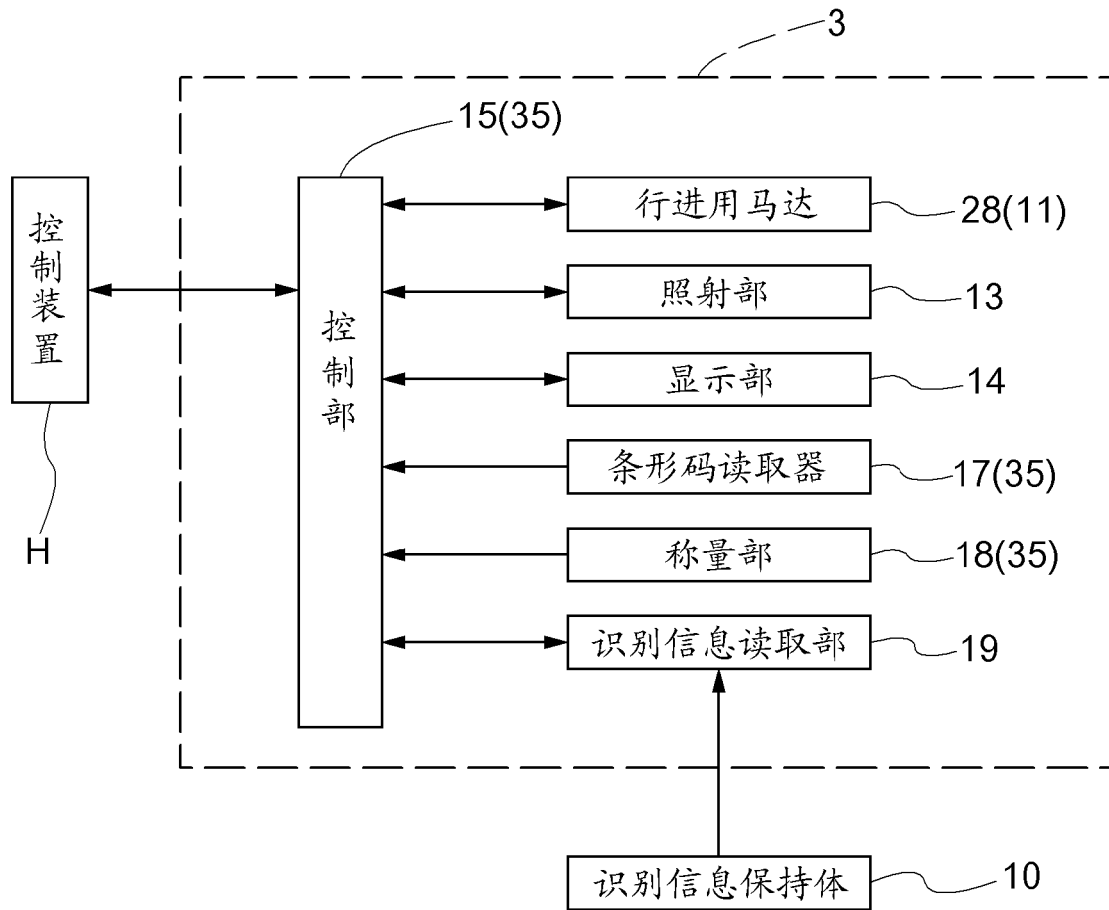 3
15(35)
行进用马达
28(11)
控制装置
照射部
13
控制部
显示部
14
条形码读取器
17(35)
H
称量部
18(35)
识别信息读取部
19
识别信息保持体
10